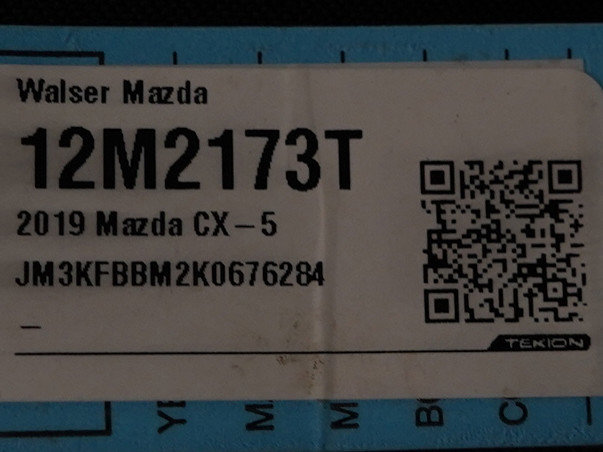 Walser Mazda
12M2173T
2019 Mazda CX-5
JM3KFBBM2K0676284
–
TEKION